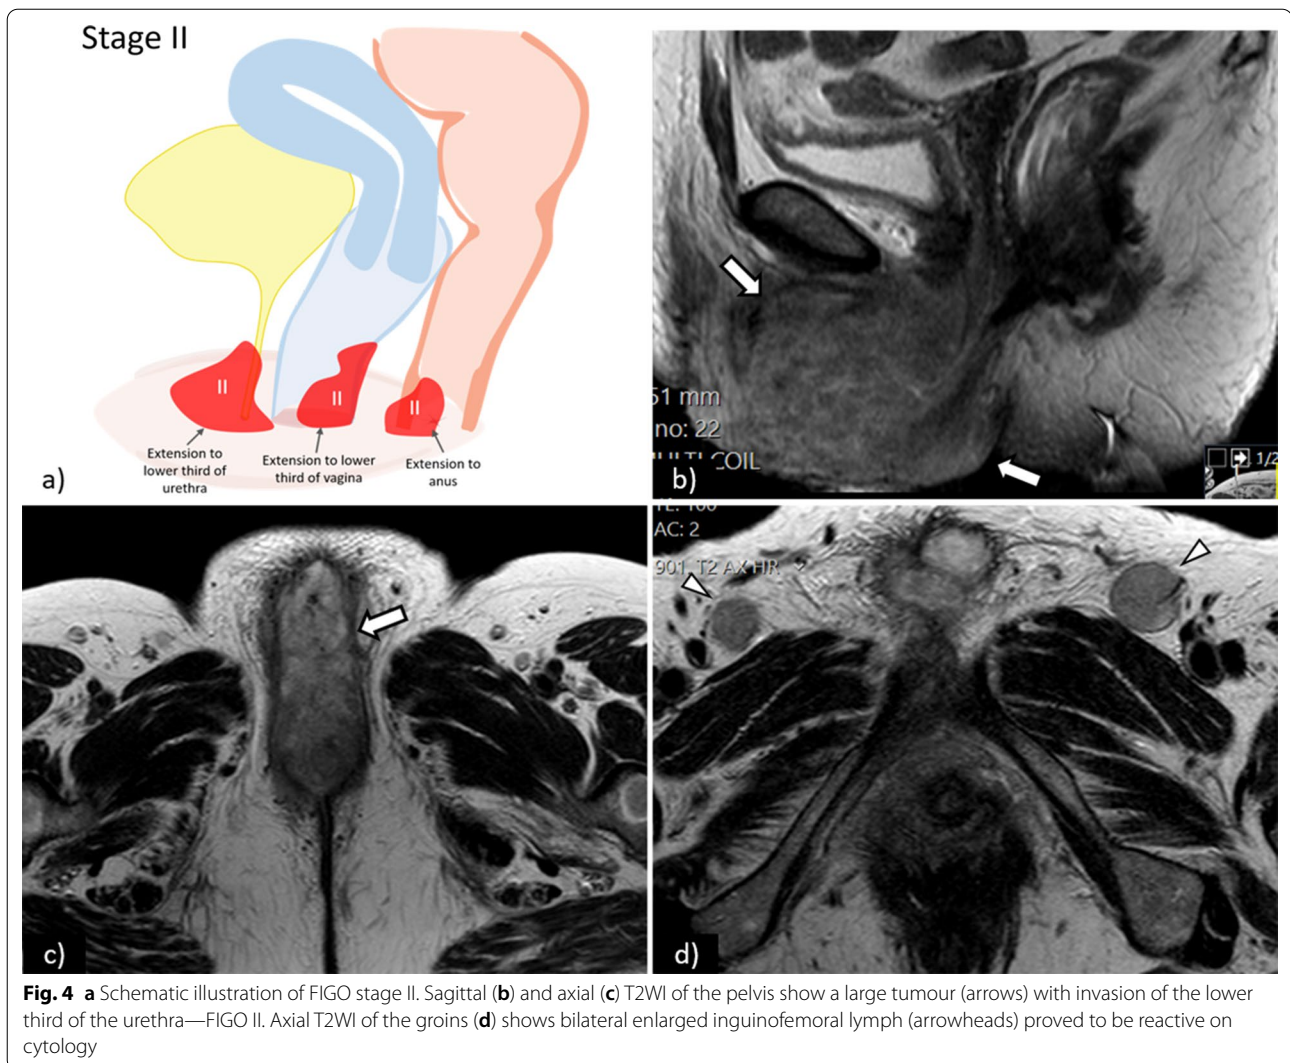 Stage II
II
II
II
Extension to
lower third of
urethra
Extension to lower
third of vagina
Extension to
anus
a)
51 mm
no: 22
MULTI COIL
1/2
b)
AC: 2
901, T2 AX HR
c)
d)
Fig. 4 a Schematic illustration of FIGO stage II. Sagittal (b) and axial (c) T2WI of the pelvis show a large tumour (arrows) with invasion of the lower
third of the urethra—FIGO II. Axial T2WI of the groins (d) shows bilateral enlarged inguinofemoral lymph (arrowheads) proved to be reactive on
cytology